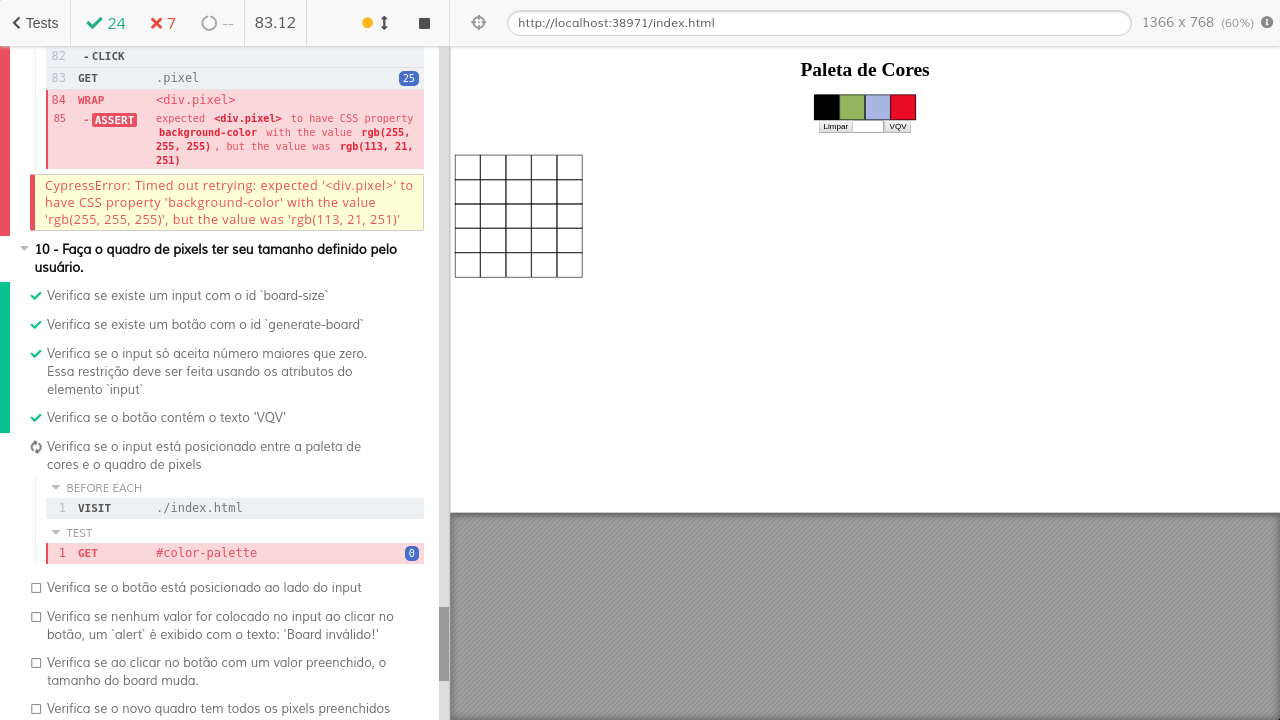 Tests 24 7 -- 83.12
http://localhost:38971/index.html 1366 x 768 (60%)
82 - CLICK
83 GET .pixel 25
84 WRAP <div.pixel>
85 - ASSERT expected <div.pixel> to have CSS property
background-color with the value rgb(255,
255, 255), but the value was rgb(113, 21,
251)
CypressError: Timed out retrying: expected '<div.pixel>' to
have CSS property 'background-color' with the value
'rgb(255, 255, 255)', but the value was 'rgb(113, 21, 251)'
10 - Faça o quadro de pixels ter seu tamanho definido pelo
usuário.
Verifica se existe um input com o id `board-size`
Verifica se existe um botão com o id `generate-board`
Verifica se o input só aceita número maiores que zero.
Essa restrição deve ser feita usando os atributos do
elemento `input`
Verifica se o botão contém o texto 'VQV'
Verifica se o input está posicionado entre a paleta de
cores e o quadro de pixels
BEFORE EACH
1 VISIT ./index.html
TEST
1 GET #color-palette 0
Verifica se o botão está posicionado ao lado do input
Verifica se nenhum valor for colocado no input ao clicar no
botão, um `alert` é exibido com o texto: 'Board inválido!'
Verifica se ao clicar no botão com um valor preenchido, o
tamanho do board muda.
Verifica se o novo quadro tem todos os pixels preenchidos
Paleta de Cores
Limpar VQV